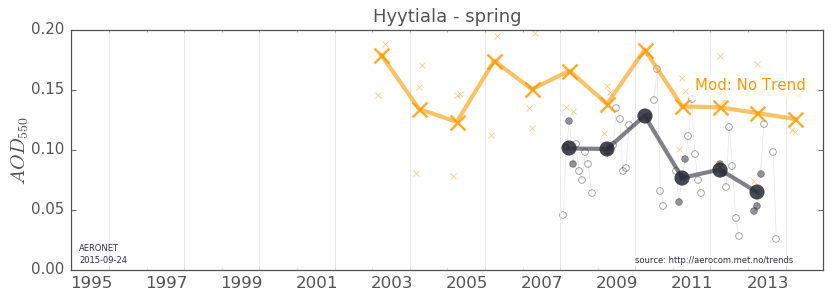 Hyytiala - spring
0.20
0.15
0.10
0.05
0.00
AOD550
Mod: No Trend
AERONET
2015-09-24
source: http://aerocom.met.no/trends
1995 1997 1999 2001 2003 2005 2007 2009 2011 2013